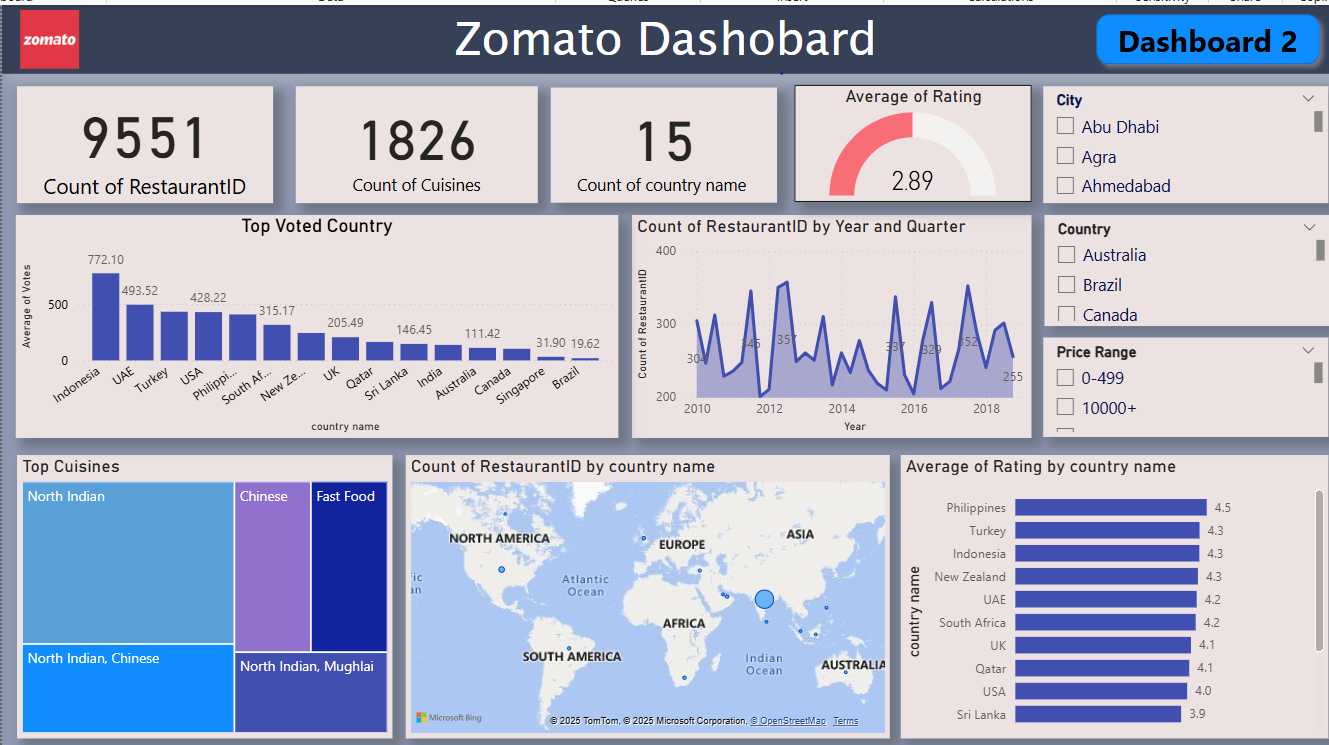 zomato
Zomato Dashobard
Dashboard 2
9551
Count of RestaurantID
1826
Count of Cuisines
15
Count of country name
Average of Rating
2.89
City
Abu Dhabi
Agra
Ahmedabad
Top Voted Country
Average of Votes
500
0
772.10
493.52
428.22
315.17
205.49
146.45
111.42
31.90
19.62
Indonesia
UAE
Turkey
USA
Philippi...
South Af...
New Ze...
UK
Qatar
Sri Lanka
India
Australia
Canada
Singapore
Brazil
country name
Count of RestaurantID by Year and Quarter
Count of RestaurantID
400
300
200
304
345
357
337
329
352
255
2010
2012
2014
2016
2018
Year
Country
Australia
Brazil
Canada
Price Range
0-499
10000+
Top Cuisines
North Indian
Chinese
Fast Food
North Indian, Chinese
North Indian, Mughlai
Count of RestaurantID by country name
NORTH AMERICA
EUROPE
ASIA
Atlantic
Ocean
AFRICA
SOUTH AMERICA
Indian
Ocean
AUSTRALIA
Microsoft Bing
© 2025 TomTom, © 2025 Microsoft Corporation, © OpenStreetMap Terms
Average of Rating by country name
country name
Philippines 4.5
Turkey 4.3
Indonesia 4.3
New Zealand 4.3
UAE 4.2
South Africa 4.2
UK 4.1
Qatar 4.1
USA 4.0
Sri Lanka 3.9